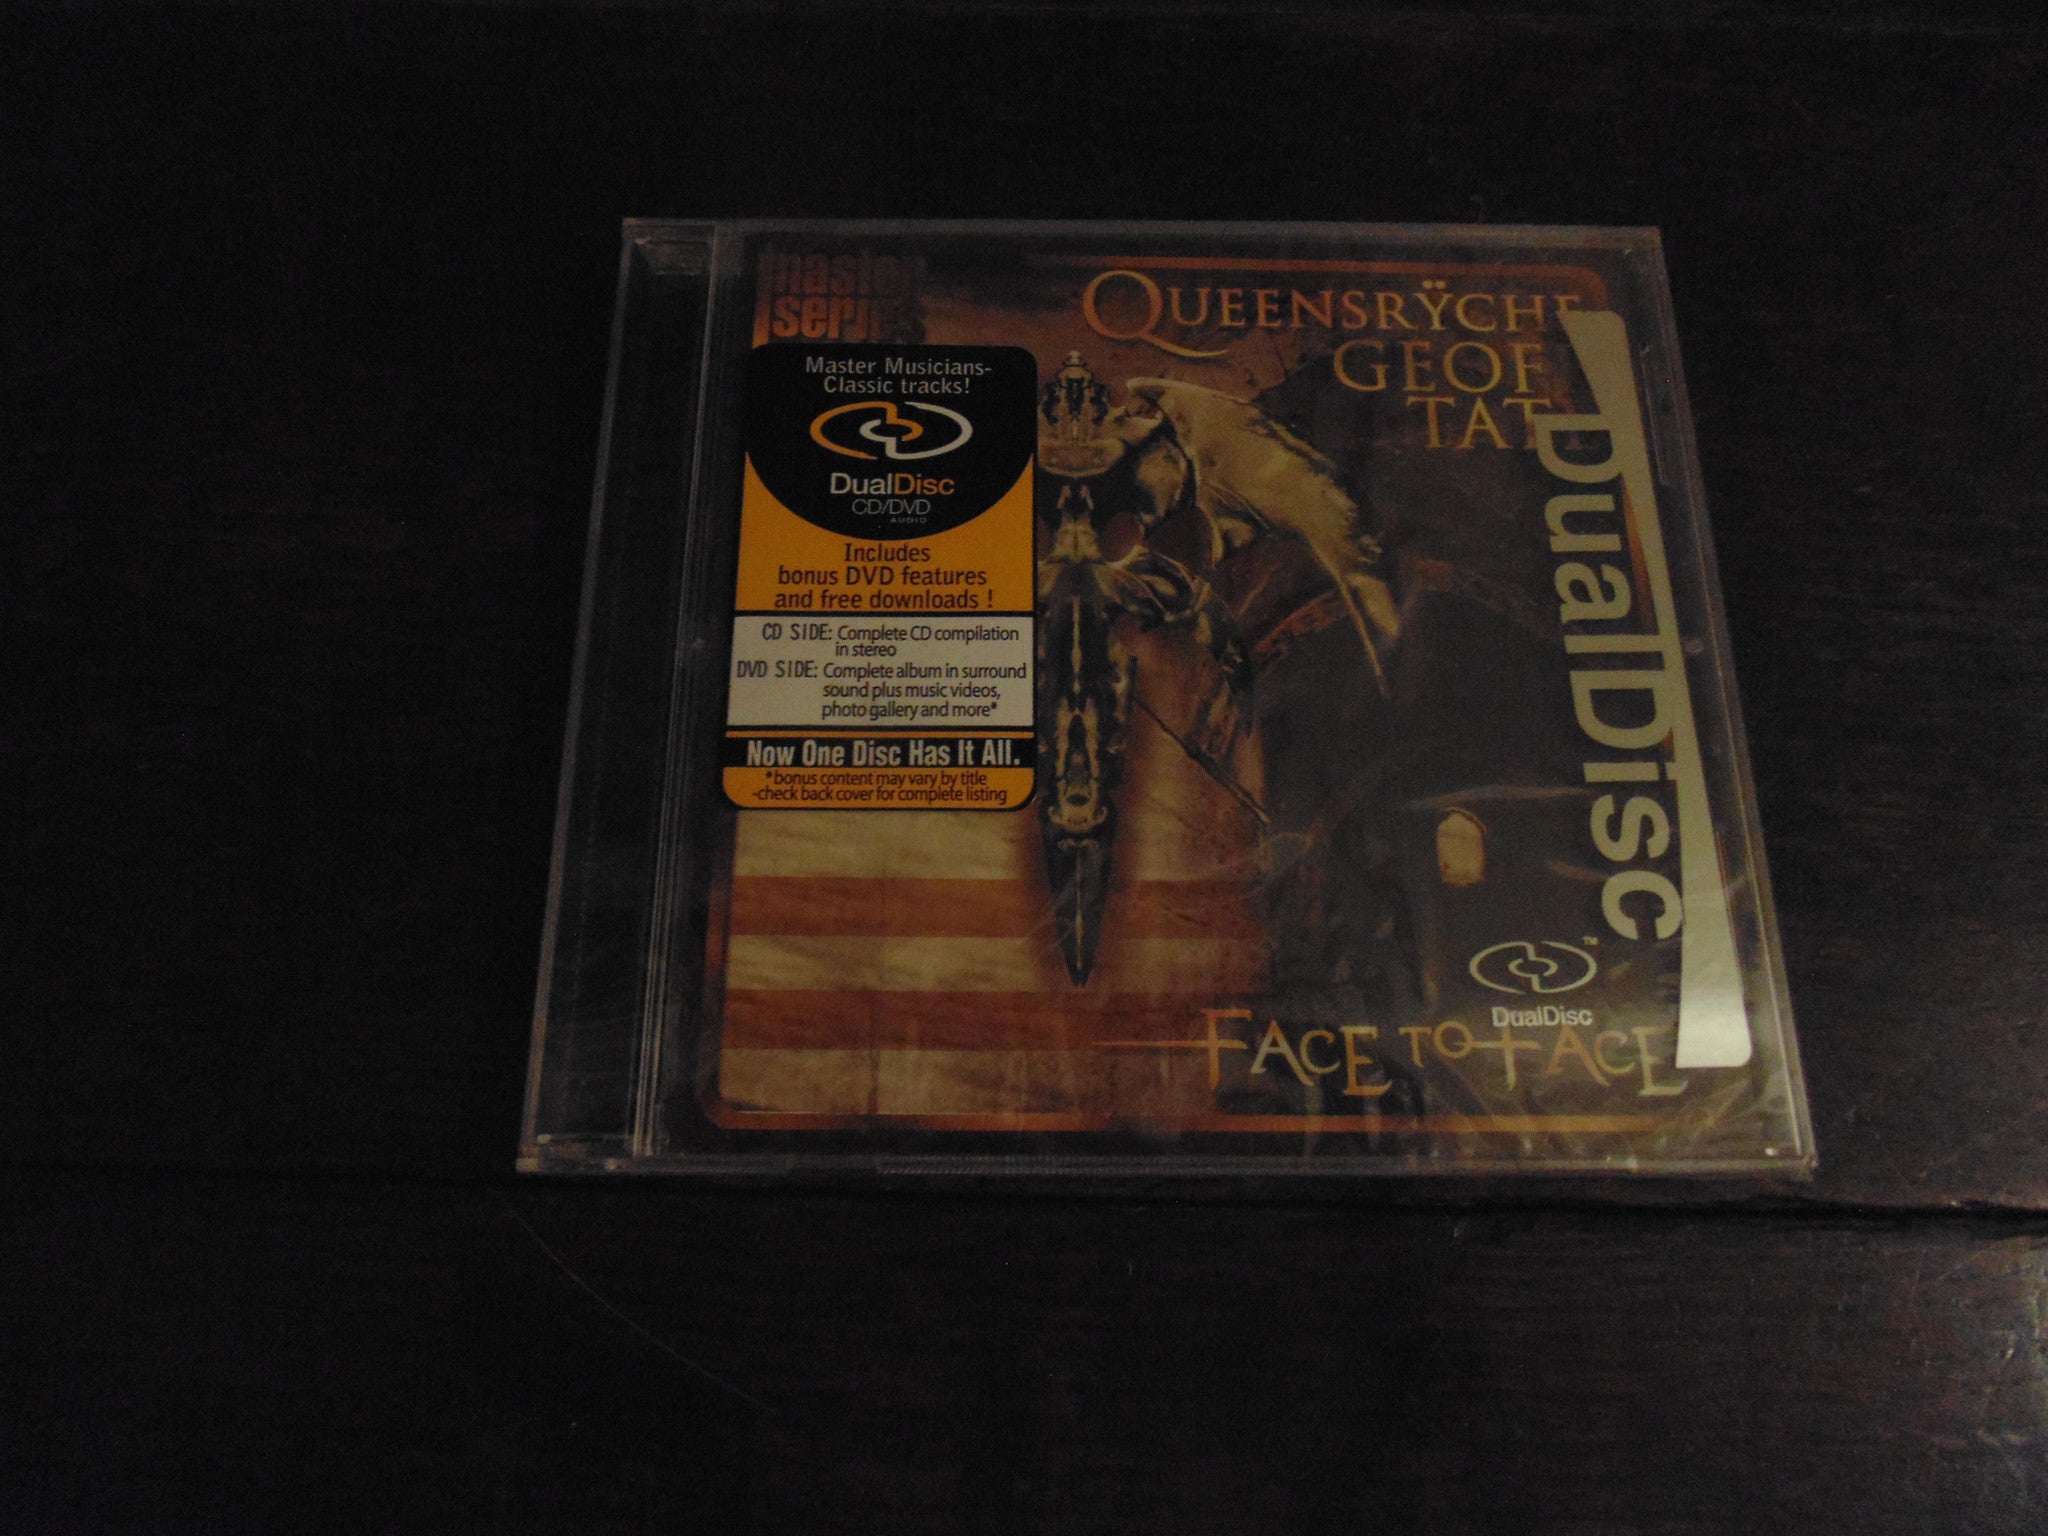 master
series
QUEENSRŸCHE
GEOF
TAT
Master Musicians-
Classic tracks!
DualDisc
CD/DVD
AUDIO
Includes
bonus DVD features
and free downloads !
CD SIDE: Complete CD compilation
in stereo
DVD SIDE: Complete album in surround
sound plus music videos,
photo gallery and more*
Now One Disc Has It All.
*bonus content may vary by title
-check back cover for complete listing
DualDisc
TM
DualDisc
FACE TO FACE